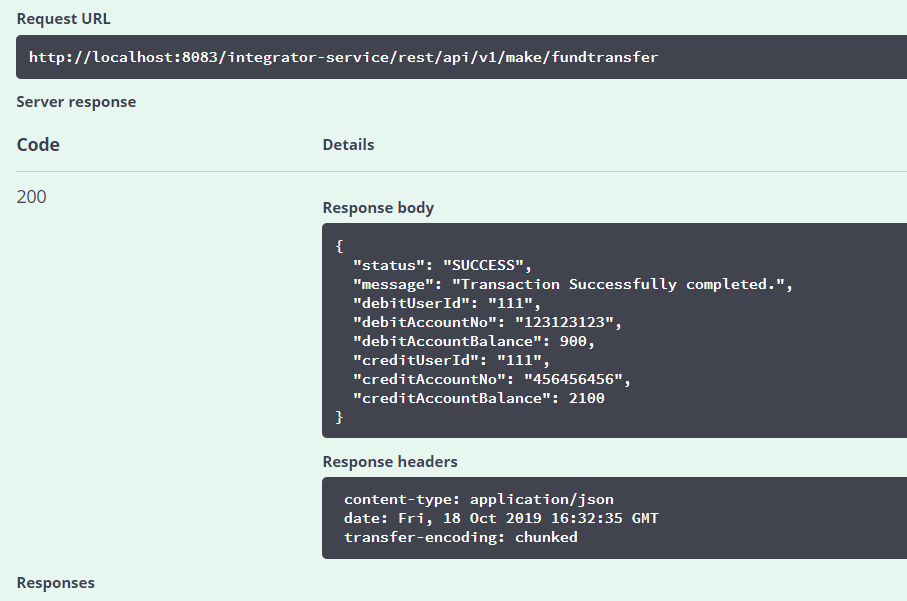 Request URL
http://localhost:8083/integrator-service/rest/api/v1/make/fundtransfer
Server response
Code Details
200
Response body
{
"status": "SUCCESS",
"message": "Transaction Successfully completed.",
"debitUserId": "111",
"debitAccountNo": "123123123",
"debitAccountBalance": 900,
"creditUserId": "111",
"creditAccountNo": "456456456",
"creditAccountBalance": 2100
}
Response headers
content-type: application/json
date: Fri, 18 Oct 2019 16:32:35 GMT
transfer-encoding: chunked
Responses